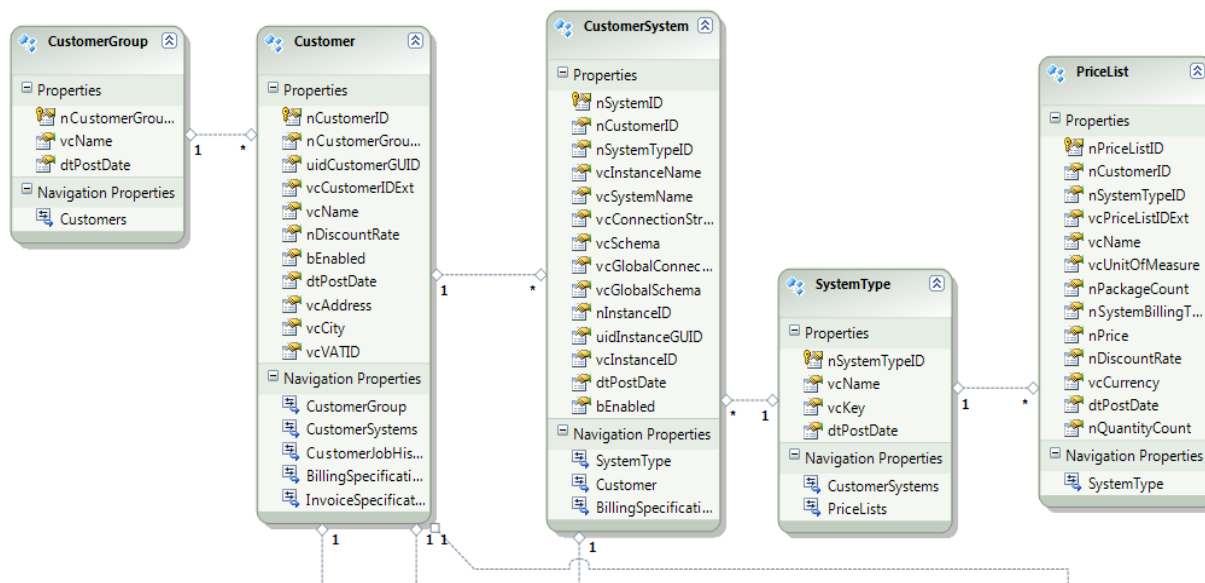 CustomerGroup
Properties
nCustomerGrou...
vcName
dtPostDate
Navigation Properties
Customers
1
*
Customer
Properties
nCustomerID
nCustomerGrou...
uidCustomerGUID
vcCustomerIDExt
vcName
nDiscountRate
bEnabled
dtPostDate
vcAddress
vcCity
vcVATID
Navigation Properties
CustomerGroup
CustomerSystems
CustomerJobHis...
BillingSpecificati...
InvoiceSpecificat...
1
1
1
1
*
CustomerSystem
Properties
nSystemID
nCustomerID
nSystemTypeID
vcInstanceName
vcSystemName
vcConnectionStr...
vcSchema
vcGlobalConnec...
vcGlobalSchema
nInstanceID
uidInstanceGUID
vcInstanceID
dtPostDate
bEnabled
Navigation Properties
SystemType
Customer
BillingSpecificati...
1
*
1
SystemType
Properties
nSystemTypeID
vcName
vcKey
dtPostDate
Navigation Properties
CustomerSystems
PriceLists
1
*
PriceList
Properties
nPriceListID
nCustomerID
nSystemTypeID
vcPriceListIDExt
vcName
vcUnitOfMeasure
nPackageCount
nSystemBillingT...
nPrice
nDiscountRate
vcCurrency
dtPostDate
nQuantityCount
Navigation Properties
SystemType